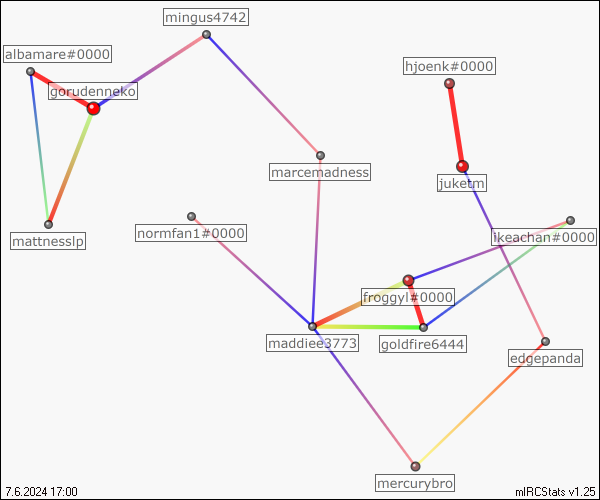 mingus4742
albamare#0000
hjoenk#0000
gorudenneko
marcemadness
juketm
mattnesslp
normfan1#0000
ikeachan#0000
froggyl#0000
maddiee3773
goldfire6444
edgepanda
mercurybro
7.6.2024 17:00
mIRCStats v1.25